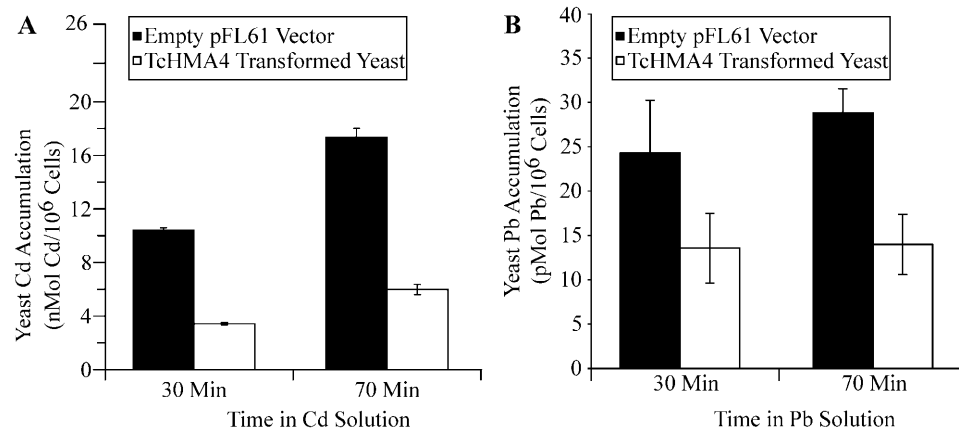 A
26
20
16
12
8
4
0
Yeast Cd Accumulation
(nMol Cd/10⁶ Cells)
Empty pFL61 Vector
TcHMA4 Transformed Yeast
30 Min
70 Min
Time in Cd Solution
B
40
35
30
25
20
15
10
5
0
Yeast Pb Accumulation
(pMol Pb/10⁶ Cells)
Empty pFL61 Vector
TcHMA4 Transformed Yeast
30 Min
70 Min
Time in Pb Solution